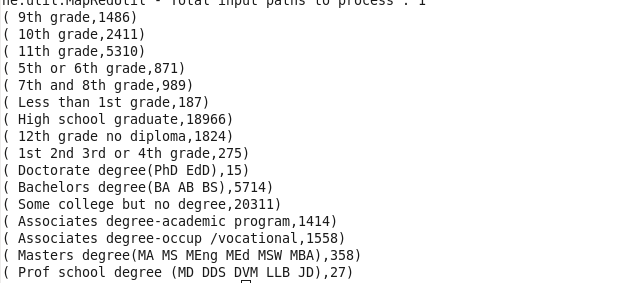 ne.util.MapRedUtil - Total input paths to process : 1
( 9th grade,1486)
( 10th grade,2411)
( 11th grade,5310)
( 5th or 6th grade,871)
( 7th and 8th grade,989)
( Less than 1st grade,187)
( High school graduate,18966)
( 12th grade no diploma,1824)
( 1st 2nd 3rd or 4th grade,275)
( Doctorate degree(PhD EdD),15)
( Bachelors degree(BA AB BS),5714)
( Some college but no degree,20311)
( Associates degree-academic program,1414)
( Associates degree-occup /vocational,1558)
( Masters degree(MA MS MEng MEd MSW MBA),358)
( Prof school degree (MD DDS DVM LLB JD),27)